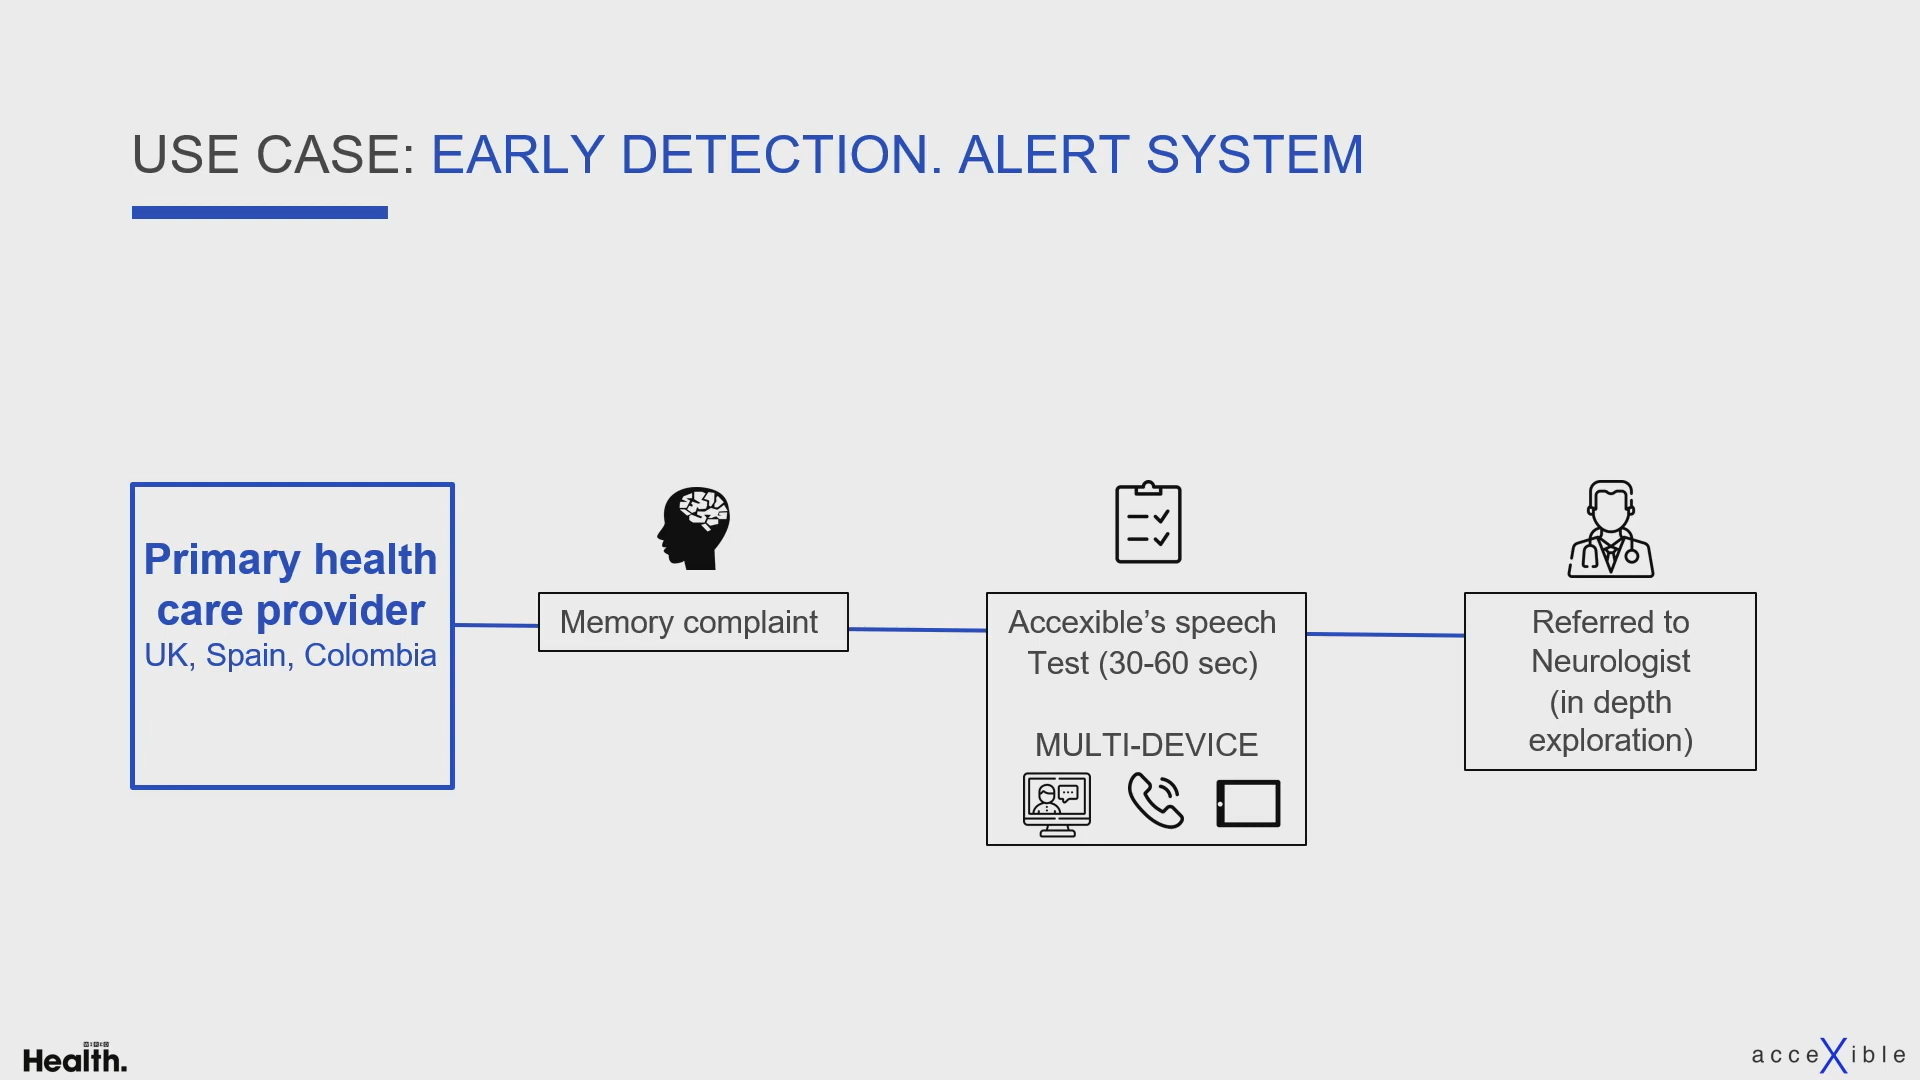 USE CASE: EARLY DETECTION. ALERT SYSTEM
Primary health
care provider
UK, Spain, Colombia
Memory complaint
Accexible’s speech
Test (30-60 sec)
MULTI-DEVICE
Referred to
Neurologist
(in depth
exploration)
WIRED
Health.
acceXible